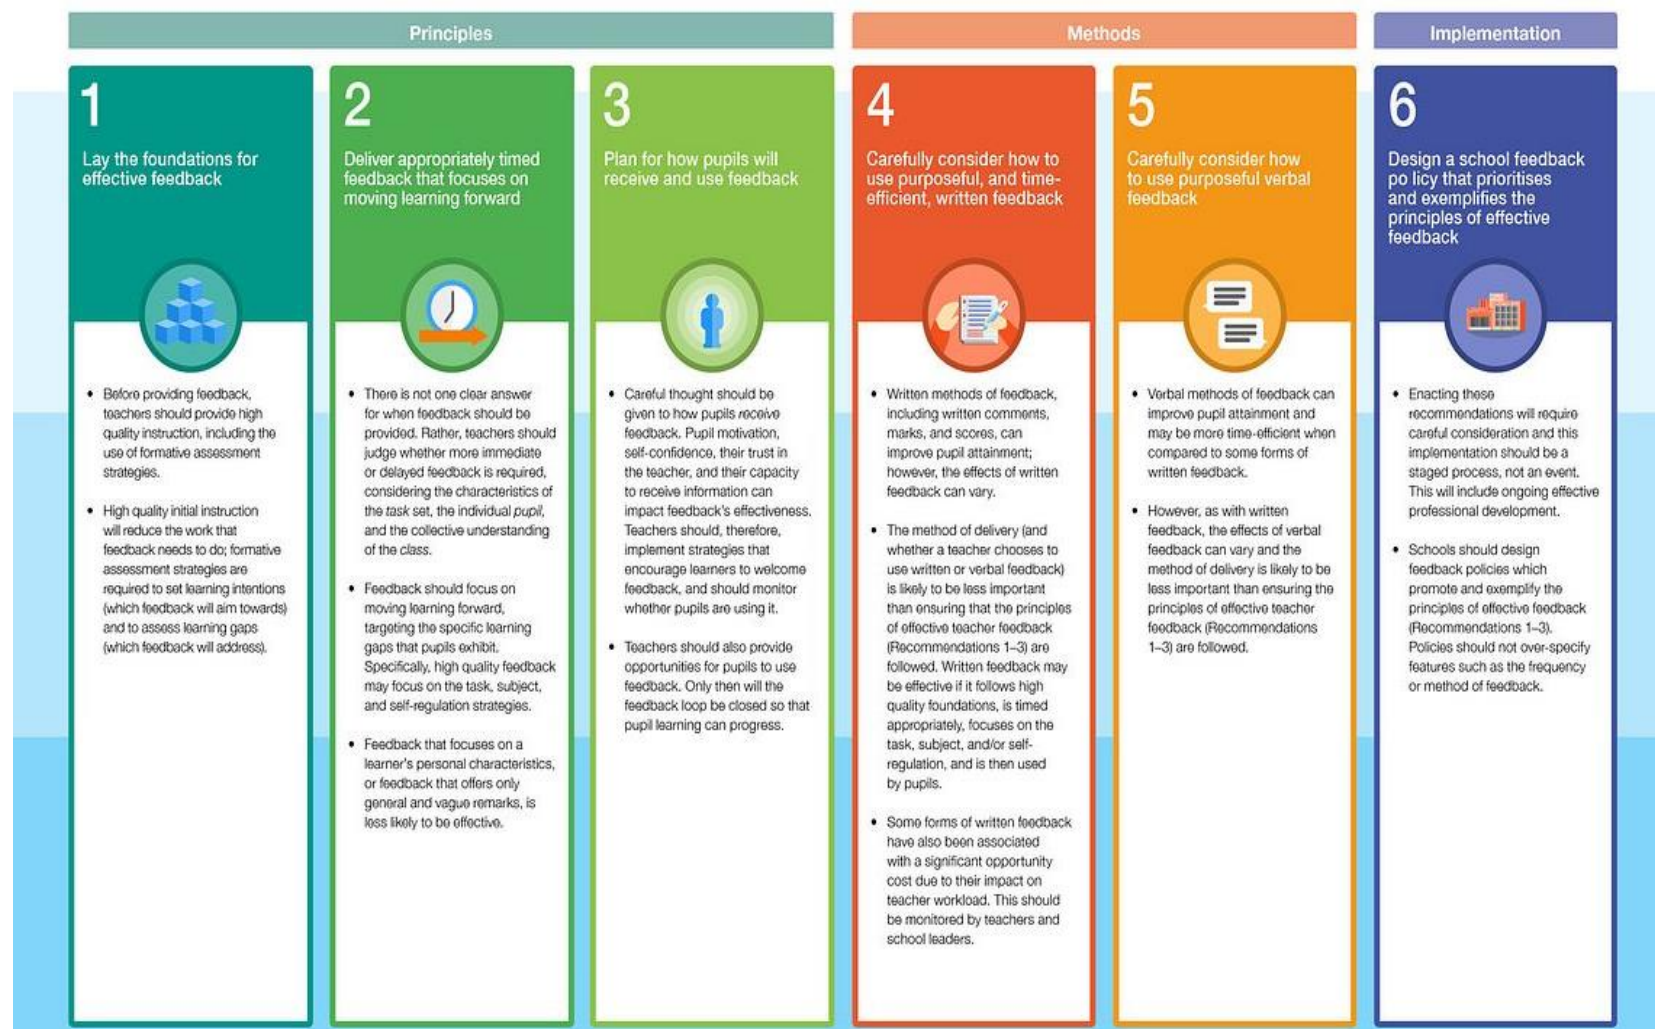 Principles
Methods
Implementation
1
Lay the foundations for
effective feedback
• Before providing feedback,
teachers should provide high
quality instruction, including the
use of formative assessment
strategies.
• High quality initial instruction
will reduce the work that
feedback needs to do; formative
assessment strategies are
required to set learning intentions
(which feedback will aim towards)
and to assess learning gaps
(which feedback will address).
2
Deliver appropriately timed
feedback that focuses on
moving learning forward
• There is not one clear answer
for when feedback should be
provided. Rather, teachers should
judge whether more immediate
or delayed feedback is required,
considering the characteristics of
the task set, the individual pupil,
and the collective understanding
of the class.
• Feedback should focus on
moving learning forward,
targeting the specific learning
gaps that pupils exhibit.
Specifically, high quality feedback
may focus on the task, subject,
and self-regulation strategies.
• Feedback that focuses on a
learner's personal characteristics,
or feedback that offers only
general and vague remarks, is
less likely to be effective.
3
Plan for how pupils will
receive and use feedback
• Careful thought should be
given to how pupils receive
feedback. Pupil motivation,
self-confidence, their trust in
the teacher, and their capacity
to receive information can
impact feedback's effectiveness.
Teachers should, therefore,
implement strategies that
encourage learners to welcome
feedback, and should monitor
whether pupils are using it.
• Teachers should also provide
opportunities for pupils to use
feedback. Only then will the
feedback loop be closed so that
pupil learning can progress.
4
Carefully consider how to
use purposeful, and time-
efficient, written feedback
• Written methods of feedback,
including written comments,
marks, and scores, can
improve pupil attainment;
however, the effects of written
feedback can vary.
• The method of delivery (and
whether a teacher chooses to
use written or verbal feedback)
is likely to be less important
than ensuring that the principles
of effective teacher feedback
(Recommendations 1–3) are
followed. Written feedback may
be effective if it follows high
quality foundations, is timed
appropriately, focuses on the
task, subject, and/or self-
regulation, and is then used
by pupils.
• Some forms of written feedback
have also been associated
with a significant opportunity
cost due to their impact on
teacher workload. This should
be monitored by teachers and
school leaders.
5
Carefully consider how
to use purposeful verbal
feedback
• Verbal methods of feedback can
improve pupil attainment and
may be more time-efficient when
compared to some forms of
written feedback.
• However, as with written
feedback, the effects of verbal
feedback can vary and the
method of delivery is likely to be
less important than ensuring the
principles of effective teacher
feedback (Recommendations
1–3) are followed.
6
Design a school feedback
po licy that prioritises
and exemplifies the
principles of effective
feedback
• Enacting these
recommendations will require
careful consideration and this
implementation should be a
staged process, not an event.
This will include ongoing effective
professional development.
• Schools should design
feedback policies which
promote and exemplify the
principles of effective feedback
(Recommendations 1–3).
Policies should not over-specify
features such as the frequency
or method of feedback.